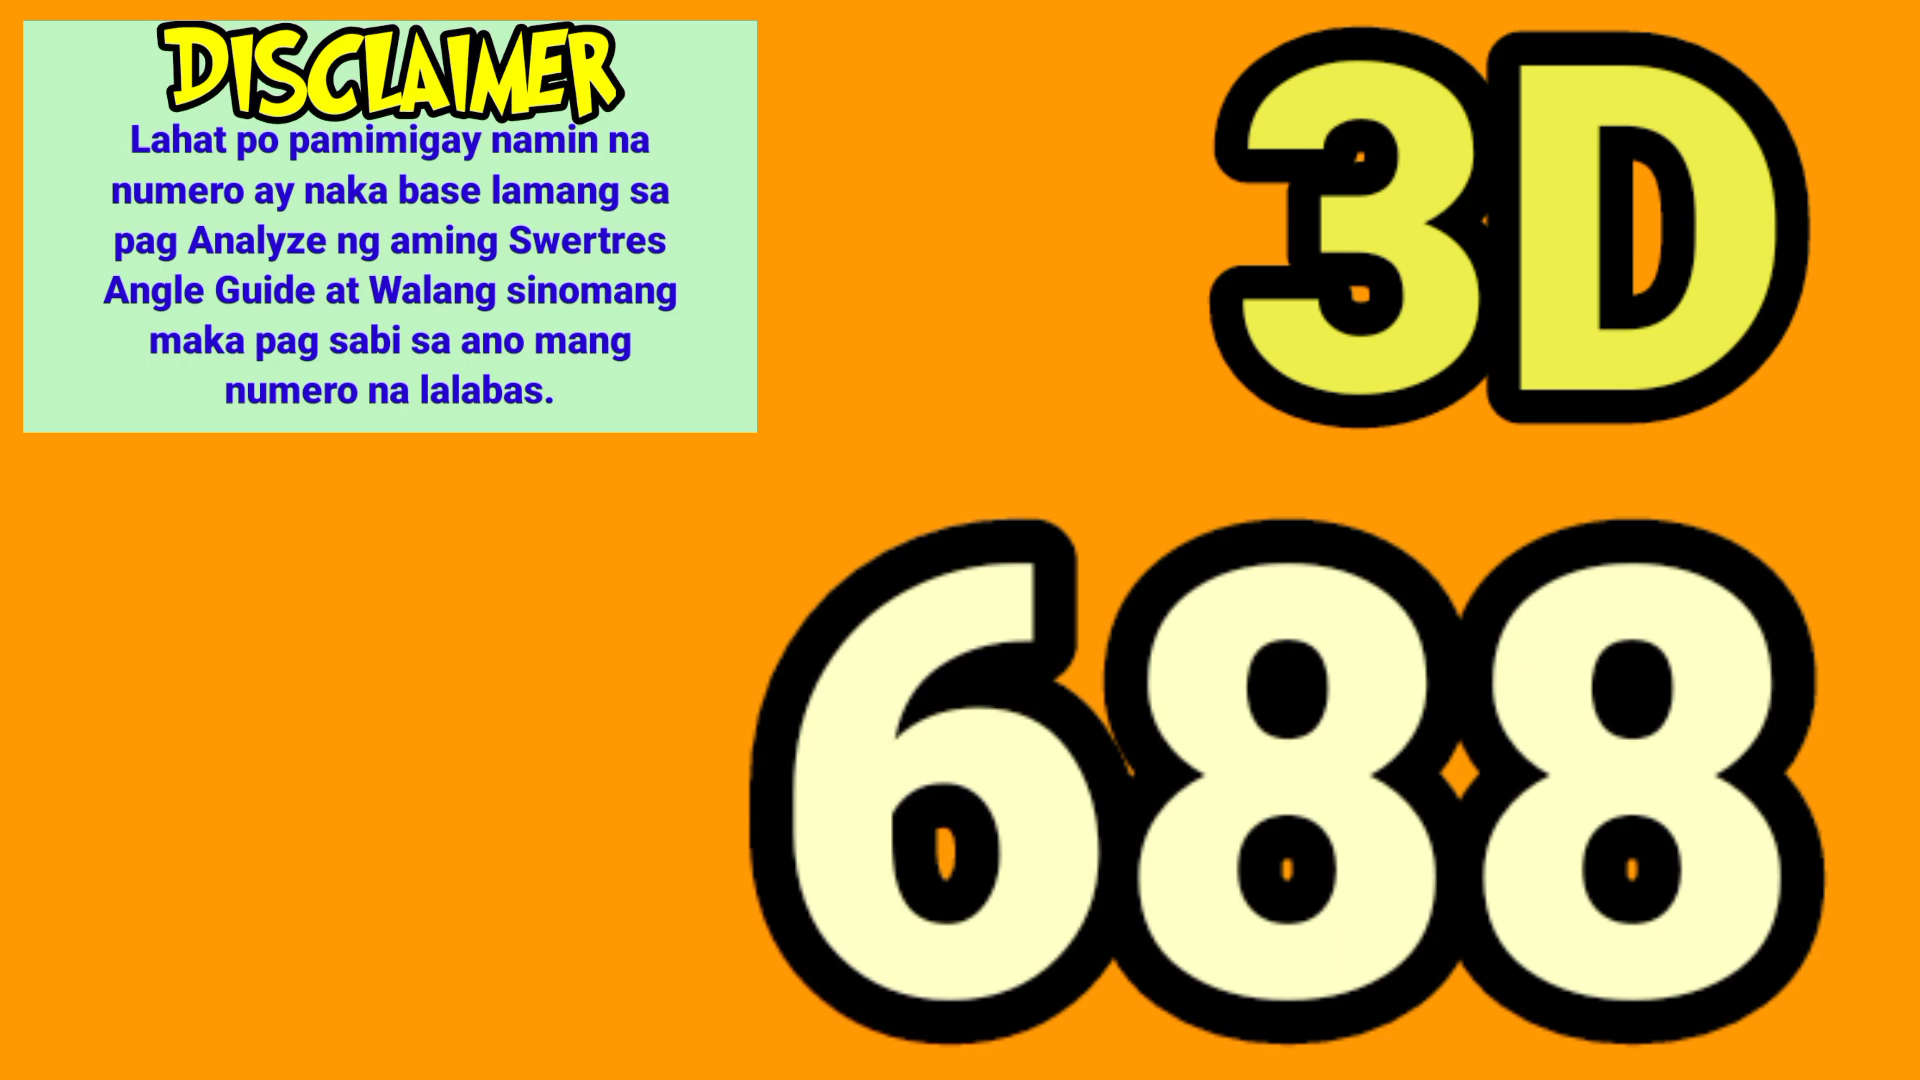 DISCLAIMER
Lahat po pamimigay namin na
numero ay naka base lamang sa
pag Analyze ng aming Swertres
Angle Guide at Walang sinomang
maka pag sabi sa ano mang
numero na lalabas.
3D
688